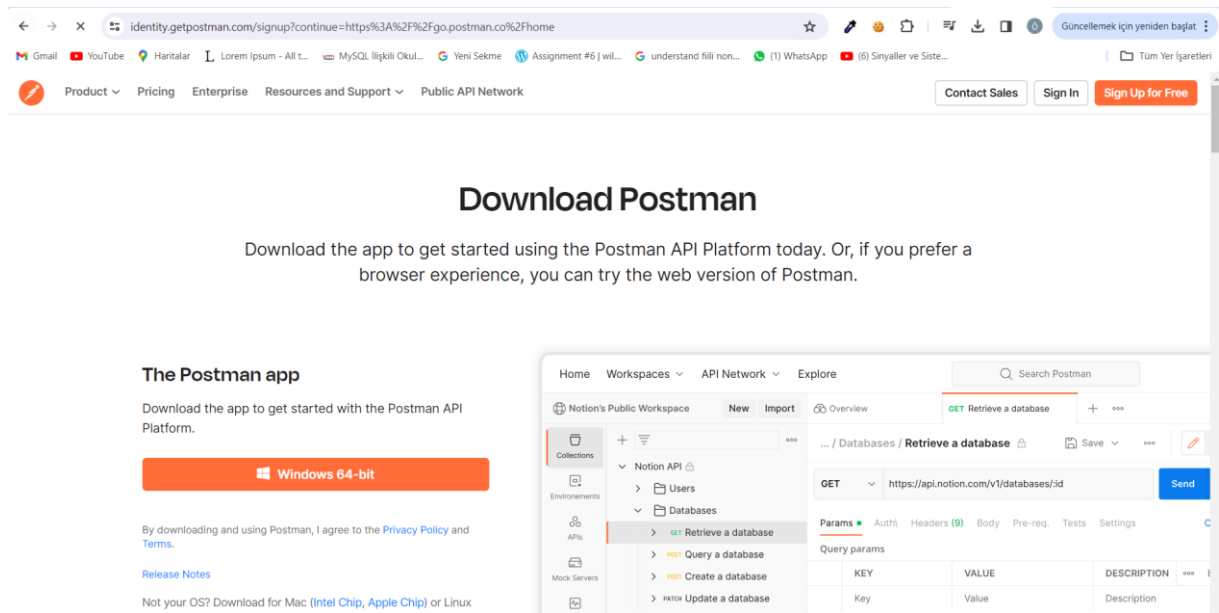 identity.getpostman.com/signup?continue=https%3A%2F%2Fgo.postman.co%2Fhome
Güncellemek için yeniden başlat
Gmail YouTube Haritalar Lorem Ipsum - All t... MySQL İlişkili Okul... Yeni Sekme Assignment #6 | wil... understand fiili non... (1) WhatsApp (6) Sinyaller ve Siste... Tüm Yer İşaretleri
Product Pricing Enterprise Resources and Support Public API Network Contact Sales Sign In Sign Up for Free
Download Postman
Download the app to get started using the Postman API Platform today. Or, if you prefer a
browser experience, you can try the web version of Postman.
The Postman app
Download the app to get started with the Postman API
Platform.
Windows 64-bit
By downloading and using Postman, I agree to the Privacy Policy and
Terms.
Release Notes
Not your OS? Download for Mac (Intel Chip, Apple Chip) or Linux
Home Workspaces API Network Explore Search Postman
Notion's Public Workspace New Import Overview GET Retrieve a database
Collections
Environments
APIs
Mock Servers
Notion API
Users
Databases
GET Retrieve a database
POST Query a database
POST Create a database
PATCH Update a database
... / Databases / Retrieve a database Save
GET https://api.notion.com/v1/databases/:id Send
Params Auth\ Headers (9) Body Pre-req. Tests Settings
Query params
KEY VALUE DESCRIPTION
Key Value Description